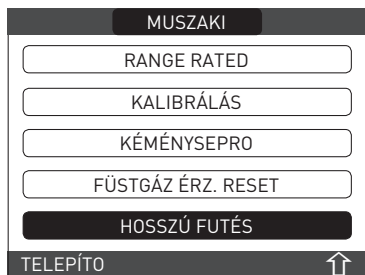 MUSZAKI
RANGE RATED
KALIBRÁLÁS
KÉMÉNYSEPRO
FÜSTGÁZ ÉRZ. RESET
HOSSZÚ FUTÉS
TELEPÍTO